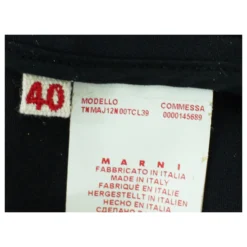 40
MODELLO COMMESSA
TNMAJ12N00TCL39 0000145689
MARNI
FABBRICATO IN ITALIA
MADE IN ITALY
FABRIQUÉ EN ITALIE
HERGESTELLT IN ITALIEN
HECHO EN ITALIA